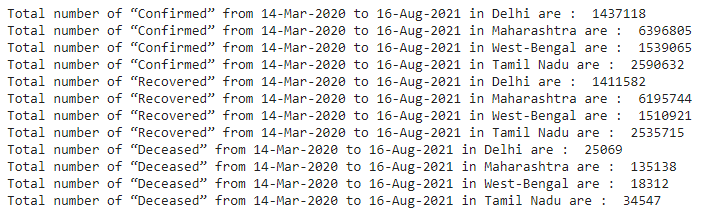 Total number of “Confirmed” from 14-Mar-2020 to 16-Aug-2021 in Delhi are :  1437118
Total number of “Confirmed” from 14-Mar-2020 to 16-Aug-2021 in Maharashtra are :  6396805
Total number of “Confirmed” from 14-Mar-2020 to 16-Aug-2021 in West-Bengal are :  1539065
Total number of “Confirmed” from 14-Mar-2020 to 16-Aug-2021 in Tamil Nadu are :  2590632
Total number of “Recovered” from 14-Mar-2020 to 16-Aug-2021 in Delhi are :  1411582
Total number of “Recovered” from 14-Mar-2020 to 16-Aug-2021 in Maharashtra are :  6195744
Total number of “Recovered” from 14-Mar-2020 to 16-Aug-2021 in West-Bengal are :  1510921
Total number of “Recovered” from 14-Mar-2020 to 16-Aug-2021 in Tamil Nadu are :  2535715
Total number of “Deceased” from 14-Mar-2020 to 16-Aug-2021 in Delhi are :  25069
Total number of “Deceased” from 14-Mar-2020 to 16-Aug-2021 in Maharashtra are :  135138
Total number of “Deceased” from 14-Mar-2020 to 16-Aug-2021 in West-Bengal are :  18312
Total number of “Deceased” from 14-Mar-2020 to 16-Aug-2021 in Tamil Nadu are :  34547